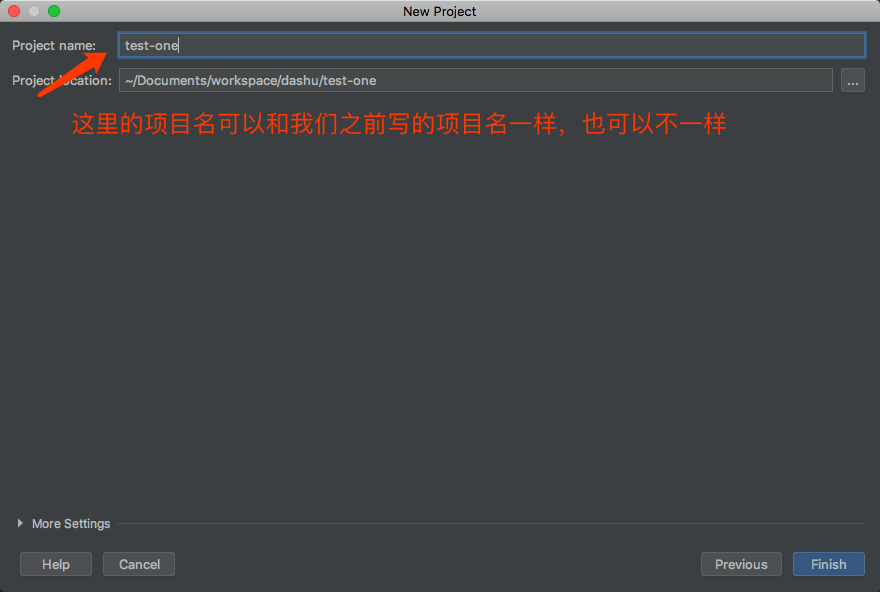 New Project
Project name: test-one
Project location: ~/Documents/workspace/dashu/test-one ...
这里的项目名可以和我们之前写的项目名一样，也可以不一样
More Settings
Help Cancel Previous Finish